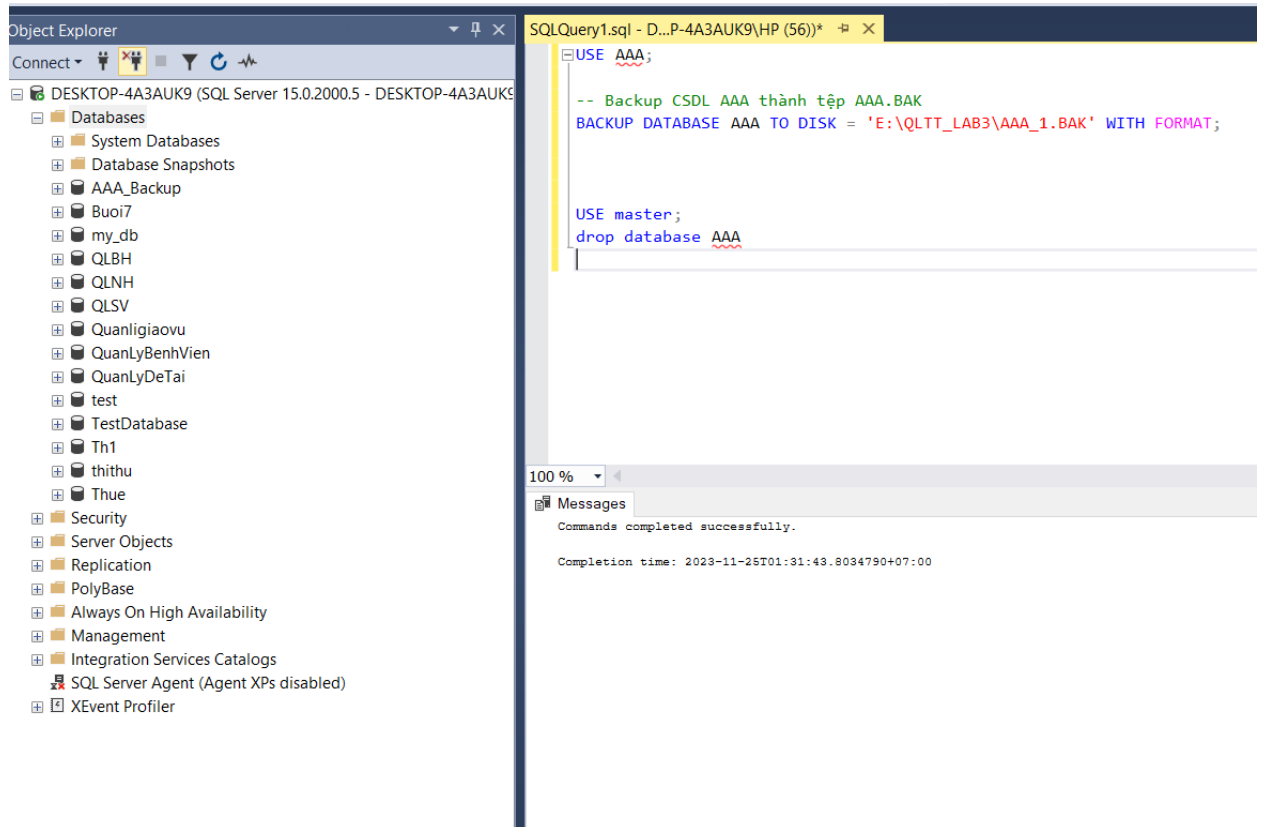 Object Explorer
Connect
DESKTOP-4A3AUK9 (SQL Server 15.0.2000.5 - DESKTOP-4A3AUK9
Databases
System Databases
Database Snapshots
AAA_Backup
Buoi7
my_db
QLBH
QLNH
QLSV
Quanligiaovu
QuanLyBenhVien
QuanLyDeTai
test
TestDatabase
Th1
thithu
Thue
Security
Server Objects
Replication
PolyBase
Always On High Availability
Management
Integration Services Catalogs
SQL Server Agent (Agent XPs disabled)
XEvent Profiler
SQLQuery1.sql - D...P-4A3AUK9\HP (56))*
USE AAA;
-- Backup CSDL AAA thành tệp AAA.BAK
BACKUP DATABASE AAA TO DISK = 'E:\QLTT_LAB3\AAA_1.BAK' WITH FORMAT;
USE master;
drop database AAA
100 %
Messages
Commands completed successfully.
Completion time: 2023-11-25T01:31:43.8034790+07:00